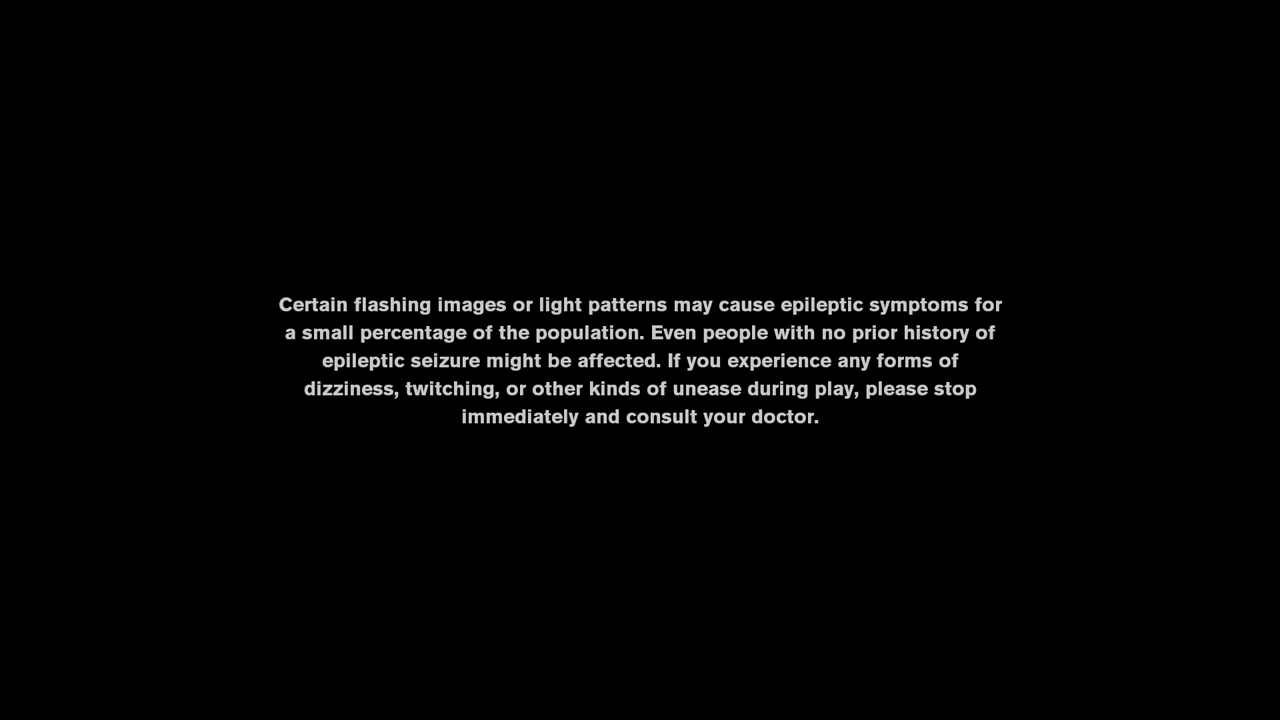 Certain flashing images or light patterns may cause epileptic symptoms for
a small percentage of the population. Even people with no prior history of
epileptic seizure might be affected. If you experience any forms of
dizziness, twitching, or other kinds of unease during play, please stop
immediately and consult your doctor.